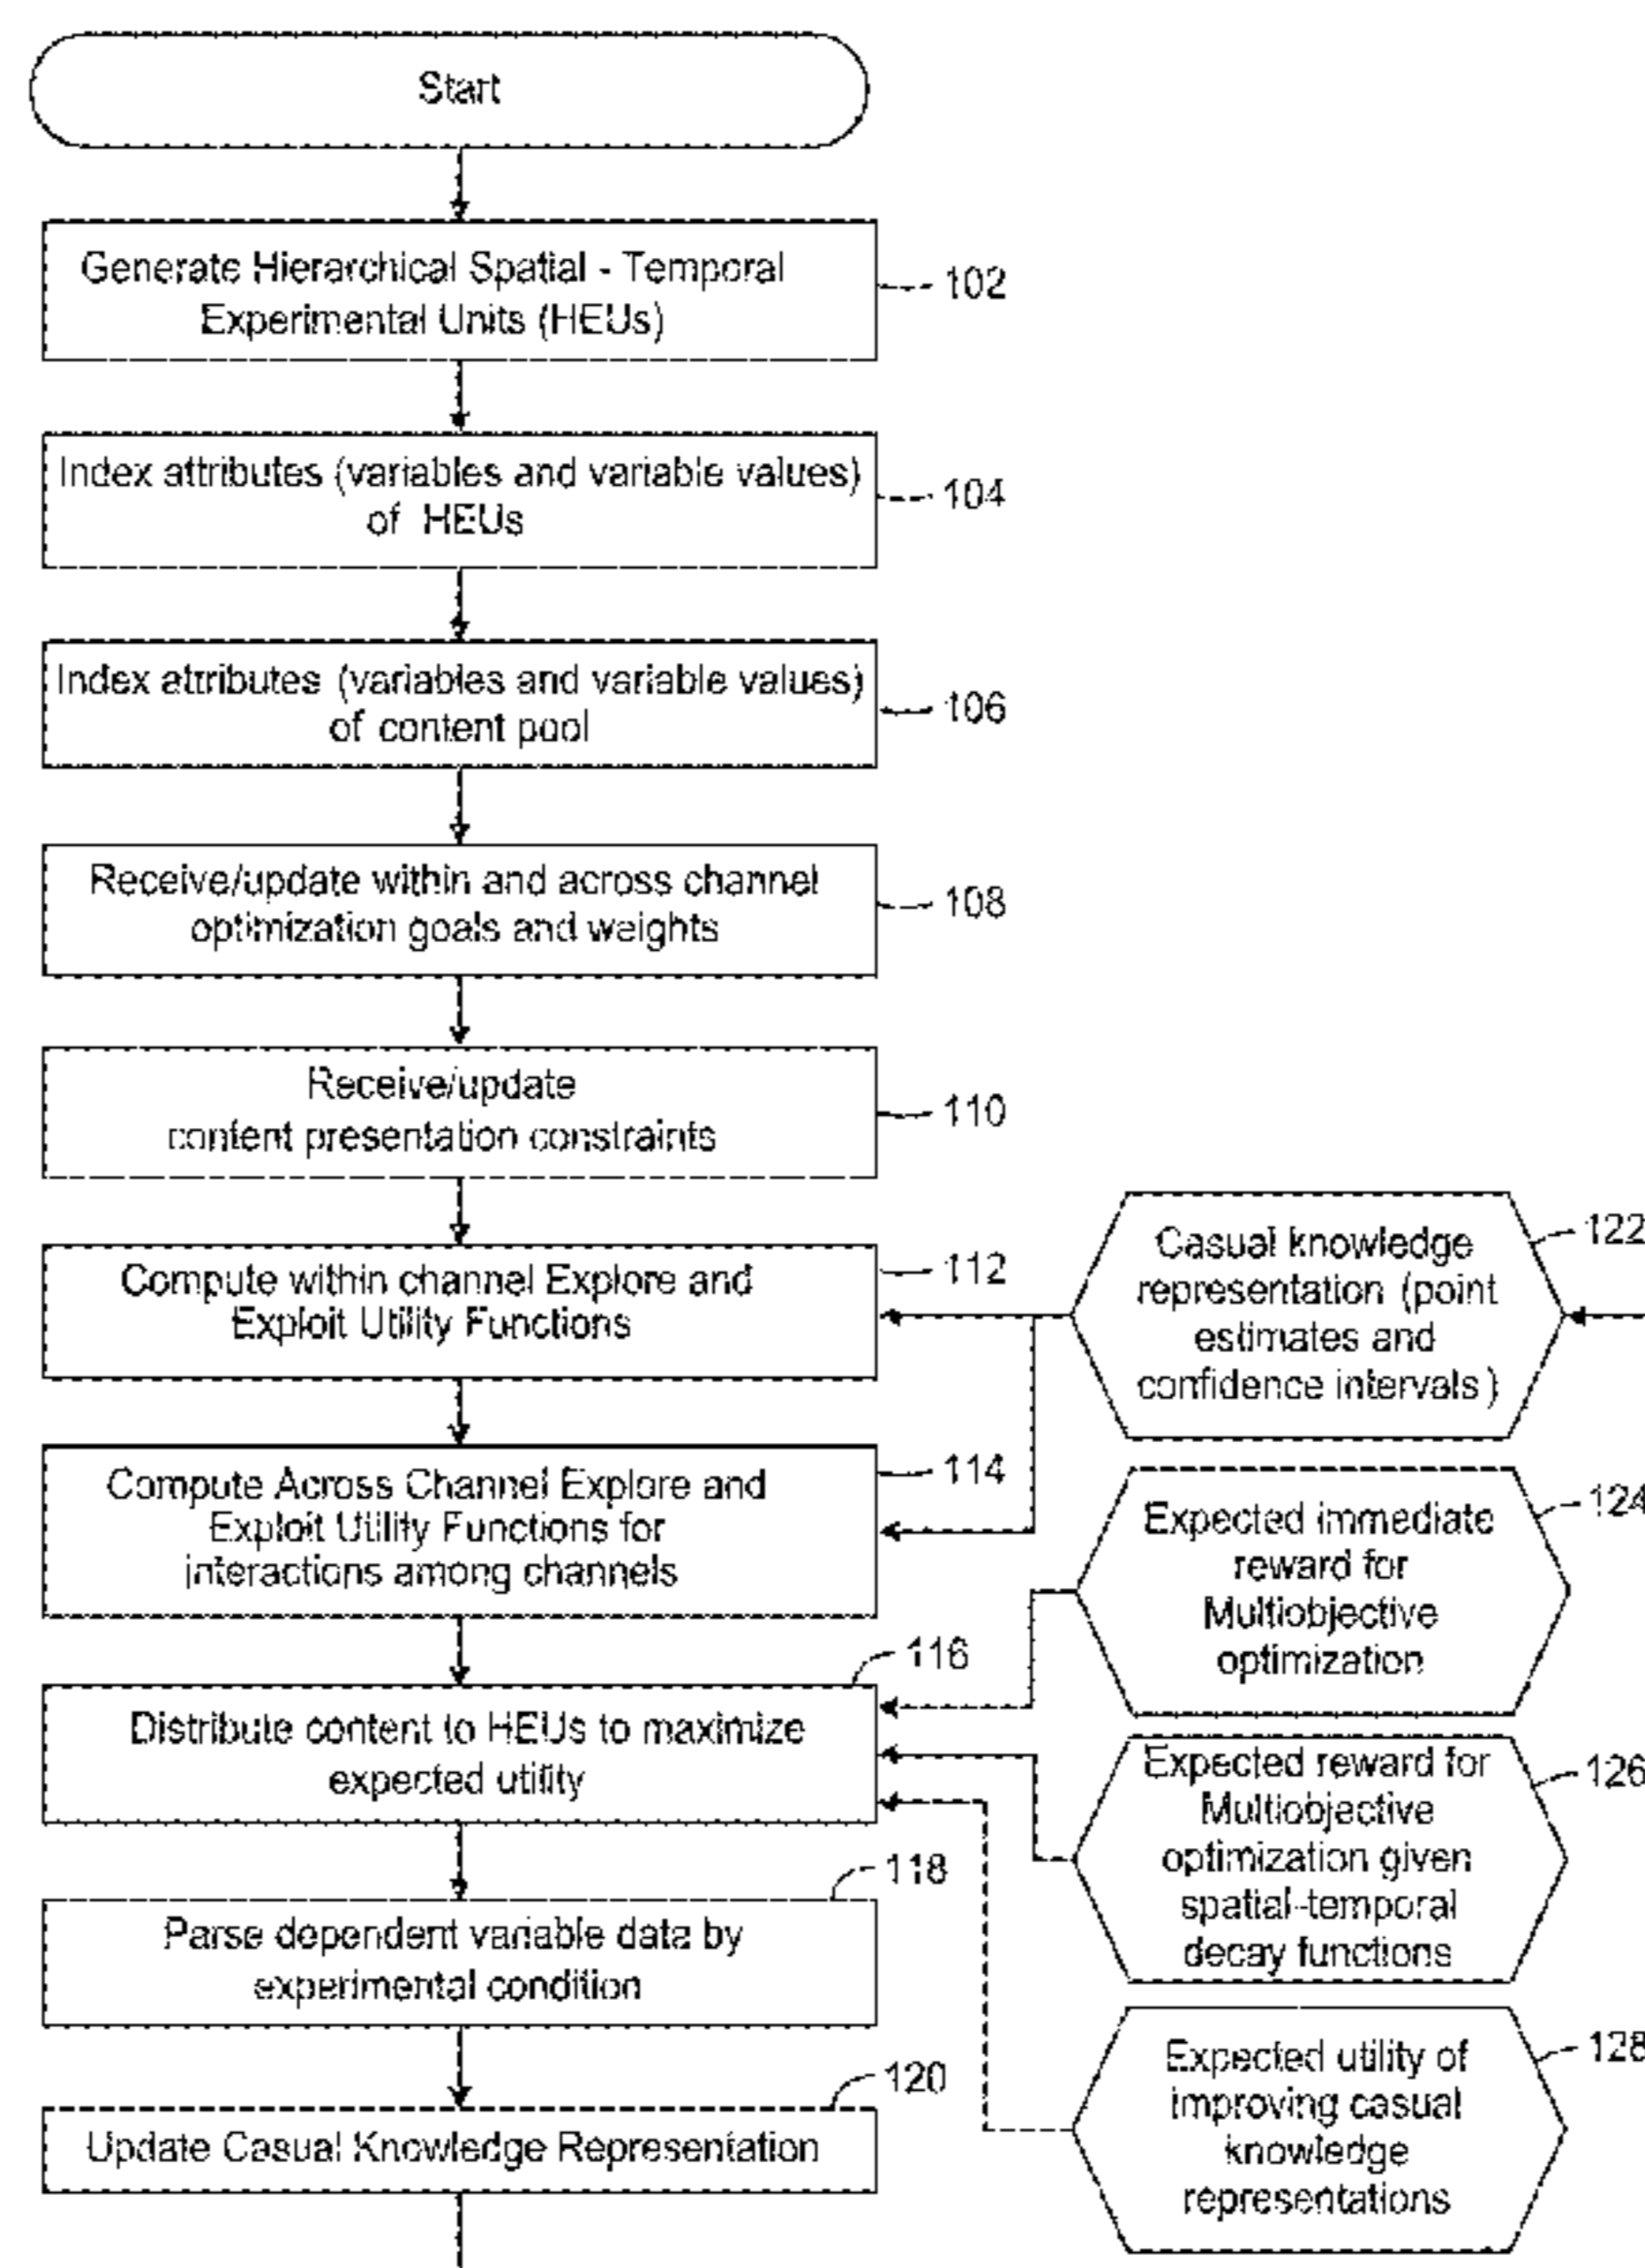 Start
Generate Hierarchical Spatial - Temporal
Experimental Units (HEUs)
102
Index attributes (variables and variable values)
of HEUs
104
Index attributes (variables and variable values)
of content pool
106
Receive/update within and across channel
optimization goals and weights
108
Receive/update
content presentation constraints
110
Compute within channel Explore and
Exploit Utility Functions
112
Casual knowledge
representation (point
estimates and
confidence intervals)
122
Compute Across Channel Explore and
Exploit Utility Functions for
interactions among channels
114
Expected immediate
reward for
Multiobjective
optimization
124
Distribute content to HEUs to maximize
expected utility
116
Expected reward for
Multiobjective
optimization given
spatial-temporal
decay functions
126
Parse dependent variable data by
experimental condition
118
Update Casual Knowledge Representation
120
Expected utility of
improving casual
knowledge
representations
128